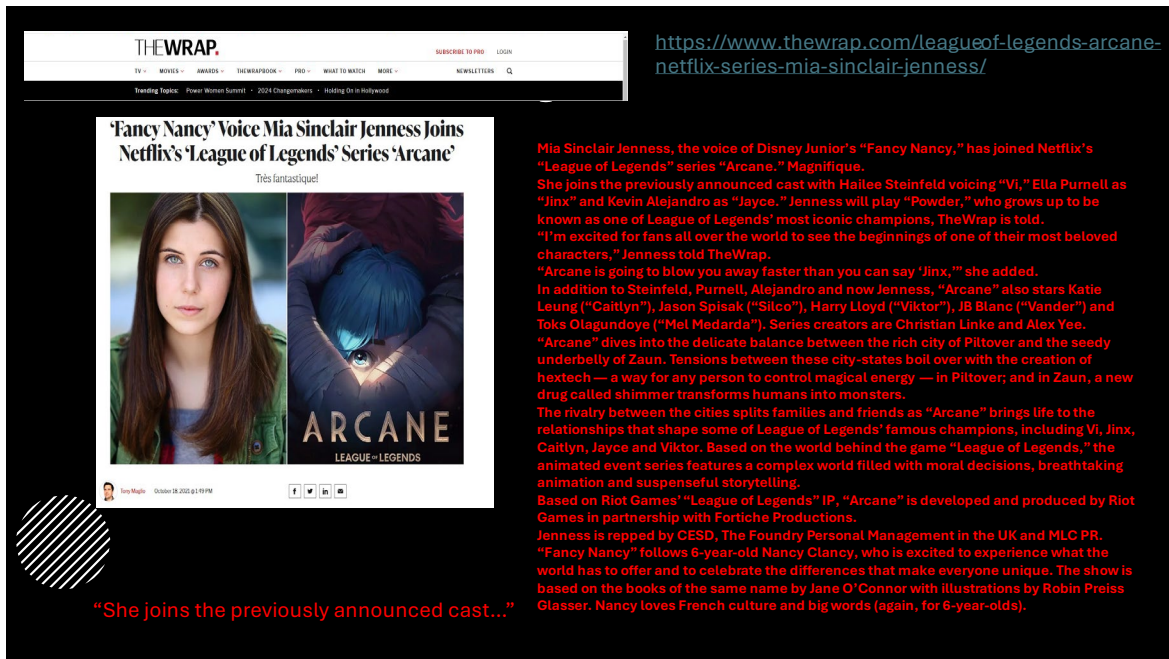 THEWRAP.
SUBSCRIBE TO PRO LOGIN
TV MOVIES AWARDS THEWRAPBOOK PRO WHAT TO WATCH MORE NEWSLETTERS
Trending Topics: Power Women Summit • 2024 Changemakers • Holding On in Hollywood
https://www.thewrap.com/league-of-legends-arcane-
netflix-series-mia-sinclair-jenness/
‘Fancy Nancy’ Voice Mia Sinclair Jenness Joins
Netflix’s ‘League of Legends’ Series ‘Arcane’
Très fantastique!
ARCANE
LEAGUE OF LEGENDS
Tony Maglio October 18, 2021 @ 1:49 PM
“She joins the previously announced cast…”
Mia Sinclair Jenness, the voice of Disney Junior’s “Fancy Nancy,” has joined Netflix’s
“League of Legends” series “Arcane.” Magnifique.
She joins the previously announced cast with Hailee Steinfeld voicing “Vi,” Ella Purnell as
“Jinx” and Kevin Alejandro as “Jayce.” Jenness will play “Powder,” who grows up to be
known as one of League of Legends’ most iconic champions, TheWrap is told.
“I’m excited for fans all over the world to see the beginnings of one of their most beloved
characters,” Jenness told TheWrap.
“Arcane is going to blow you away faster than you can say ‘Jinx,’” she added.
In addition to Steinfeld, Purnell, Alejandro and now Jenness, “Arcane” also stars Katie
Leung (“Caitlyn”), Jason Spisak (“Silco”), Harry Lloyd (“Viktor”), JB Blanc (“Vander”) and
Toks Olagundoye (“Mel Medarda”). Series creators are Christian Linke and Alex Yee.
“Arcane” dives into the delicate balance between the rich city of Piltover and the seedy
underbelly of Zaun. Tensions between these city-states boil over with the creation of
hextech — a way for any person to control magical energy — in Piltover; and in Zaun, a new
drug called shimmer transforms humans into monsters.
The rivalry between the cities splits families and friends as “Arcane” brings life to the
relationships that shape some of League of Legends’ famous champions, including Vi, Jinx,
Caitlyn, Jayce and Viktor. Based on the world behind the game “League of Legends,” the
animated event series features a complex world filled with moral decisions, breathtaking
animation and suspenseful storytelling.
Based on Riot Games’ “League of Legends” IP, “Arcane” is developed and produced by Riot
Games in partnership with Fortiche Productions.
Jenness is repped by CESD, The Foundry Personal Management in the UK and MLC PR.
“Fancy Nancy” follows 6-year-old Nancy Clancy, who is excited to experience what the
world has to offer and to celebrate the differences that make everyone unique. The show is
based on the books of the same name by Jane O’Connor with illustrations by Robin Preiss
Glasser. Nancy loves French culture and big words (again, for 6-year-olds).